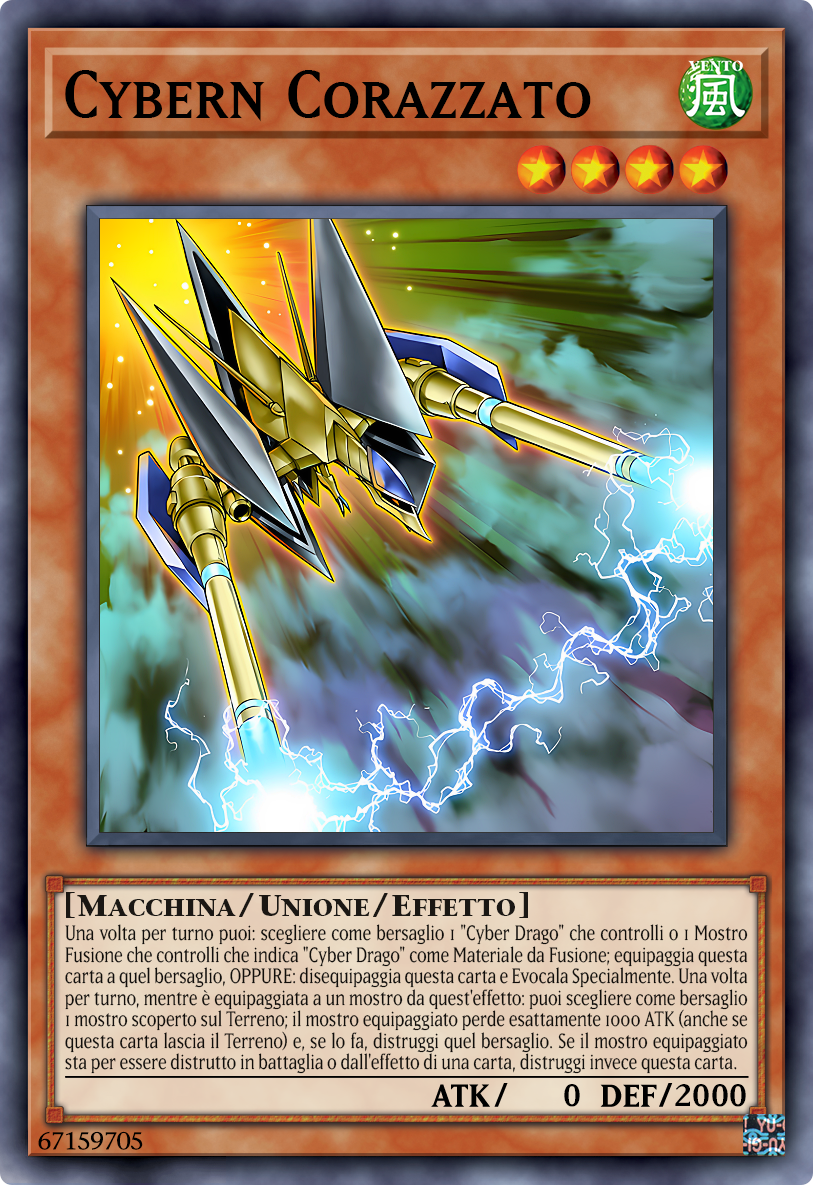 Cybern Corazzato
VENTO
風
[Macchina/Unione/Effetto]
Una volta per turno puoi: scegliere come bersaglio 1 "Cyber Drago" che controlli o 1 Mostro
Fusione che controlli che indica "Cyber Drago" come Materiale da Fusione; equipaggia questa
carta a quel bersaglio, OPPURE: disequipaggia questa carta e Evocala Specialmente. Una volta
per turno, mentre è equipaggiata a un mostro da quest'effetto: puoi scegliere come bersaglio
1 mostro scoperto sul Terreno; il mostro equipaggiato perde esattamente 1000 ATK (anche se
questa carta lascia il Terreno) e, se lo fa, distruggi quel bersaglio. Se il mostro equipaggiato
sta per essere distrutto in battaglia o dall'effetto di una carta, distruggi invece questa carta.
ATK/ 0 DEF/2000
67159705